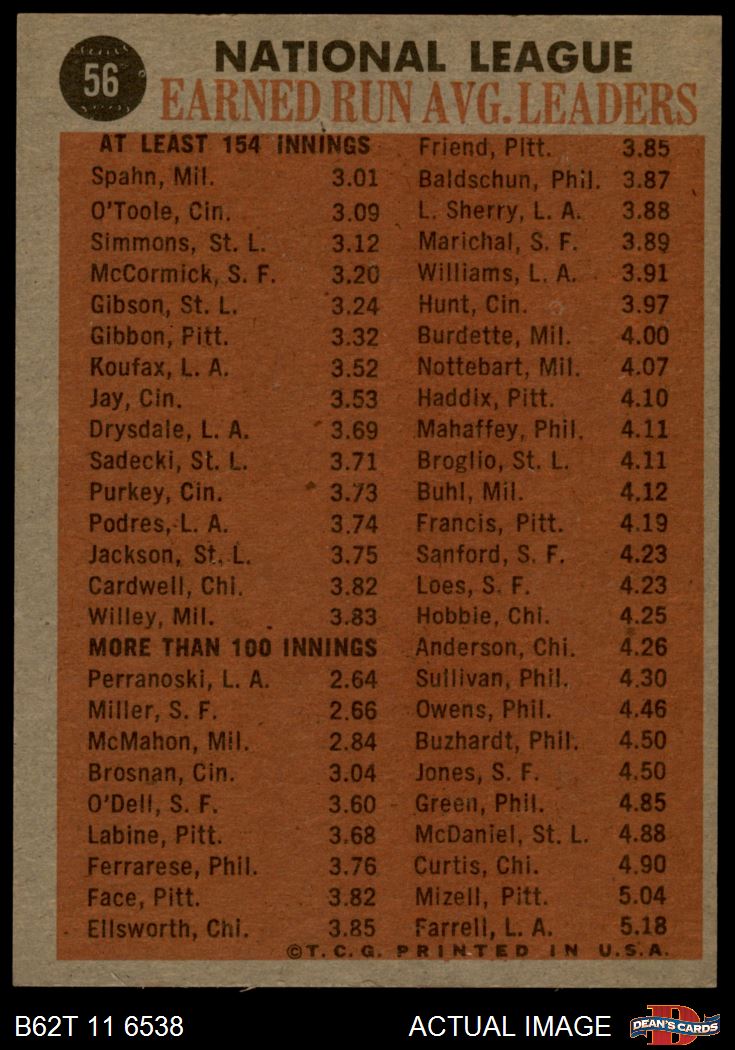 56
NATIONAL LEAGUE
EARNED RUN AVG. LEADERS
AT LEAST 154 INNINGS
Spahn, Mil. 3.01
O'Toole, Cin. 3.09
Simmons, St. L. 3.12
McCormick, S. F. 3.20
Gibson, St. L. 3.24
Gibbon, Pitt. 3.32
Koufax, L. A. 3.52
Jay, Cin. 3.53
Drysdale, L. A. 3.69
Sadecki, St. L. 3.71
Purkey, Cin. 3.73
Podres, L. A. 3.74
Jackson, St. L. 3.75
Cardwell, Chi. 3.82
Willey, Mil. 3.83
MORE THAN 100 INNINGS
Perranoski, L. A. 2.64
Miller, S. F. 2.66
McMahon, Mil. 2.84
Brosnan, Cin. 3.04
O'Dell, S. F. 3.60
Labine, Pitt. 3.68
Ferrarese, Phil. 3.76
Face, Pitt. 3.82
Ellsworth, Chi. 3.85
Friend, Pitt. 3.85
Baldschun, Phil. 3.87
L. Sherry, L. A. 3.88
Marichal, S. F. 3.89
Williams, L. A. 3.91
Hunt, Cin. 3.97
Burdette, Mil. 4.00
Nottebart, Mil. 4.07
Haddix, Pitt. 4.10
Mahaffey, Phil. 4.11
Broglio, St. L. 4.11
Buhl, Mil. 4.12
Francis, Pitt. 4.19
Sanford, S. F. 4.23
Loes, S. F. 4.23
Hobbie, Chi. 4.25
Anderson, Chi. 4.26
Sullivan, Phil. 4.30
Owens, Phil. 4.46
Buzhardt, Phil. 4.50
Jones, S. F. 4.50
Green, Phil. 4.85
McDaniel, St. L. 4.88
Curtis, Chi. 4.90
Mizell, Pitt. 5.04
Farrell, L. A. 5.18
©T. C. G. PRINTED IN U.S.A.
B62T 11 6538
ACTUAL IMAGE
D
DEAN'S CARDS